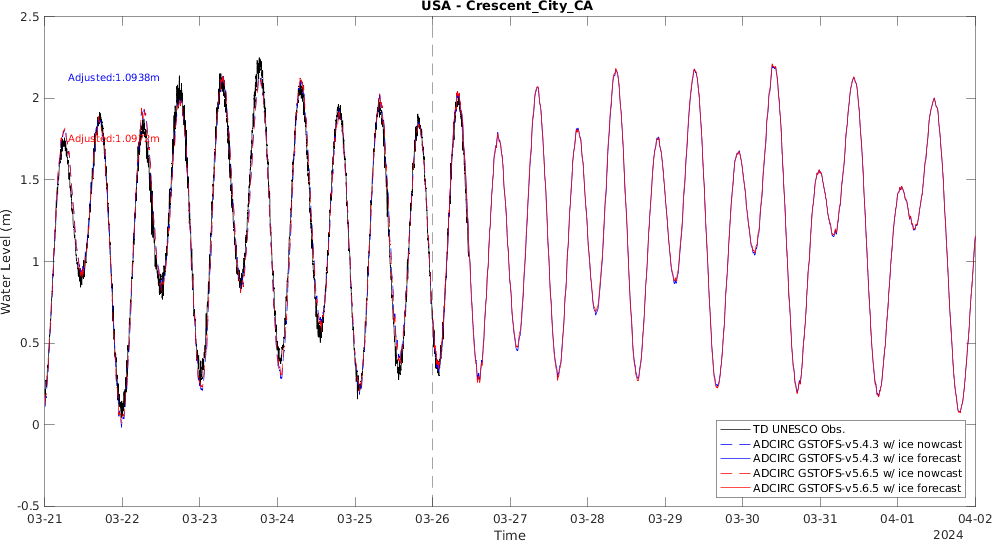 USA - Crescent_City_CA
2.5
2
1.5
1
0.5
0
-0.5
Water Level (m)
Adjusted:1.0938m
03-21
03-22
03-23
03-24
03-25
03-26
03-27
03-28
03-29
03-30
03-31
04-01
04-02
Time
2024
TD UNESCO Obs.
ADCIRC GSTOFS-v5.4.3 w/ ice nowcast
ADCIRC GSTOFS-v5.4.3 w/ ice forecast
ADCIRC GSTOFS-v5.6.5 w/ ice nowcast
ADCIRC GSTOFS-v5.6.5 w/ ice forecast